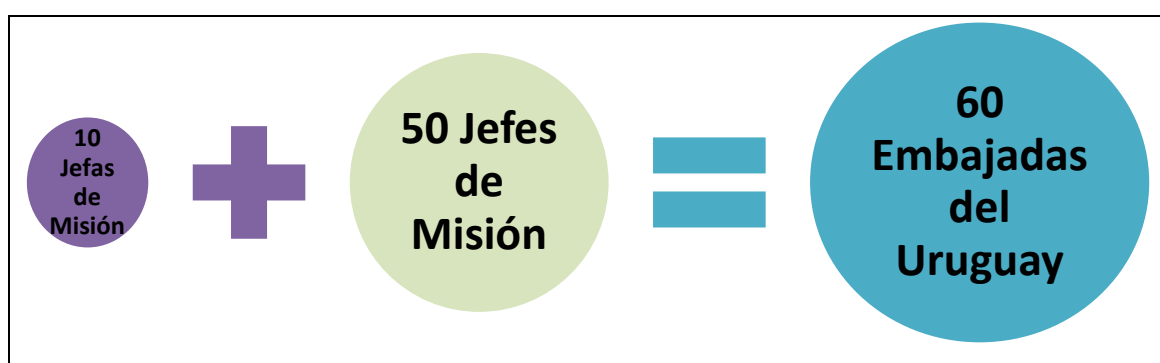 10
Jefas
de
Misión
50 Jefes
de
Misión
60
Embajadas
del
Uruguay